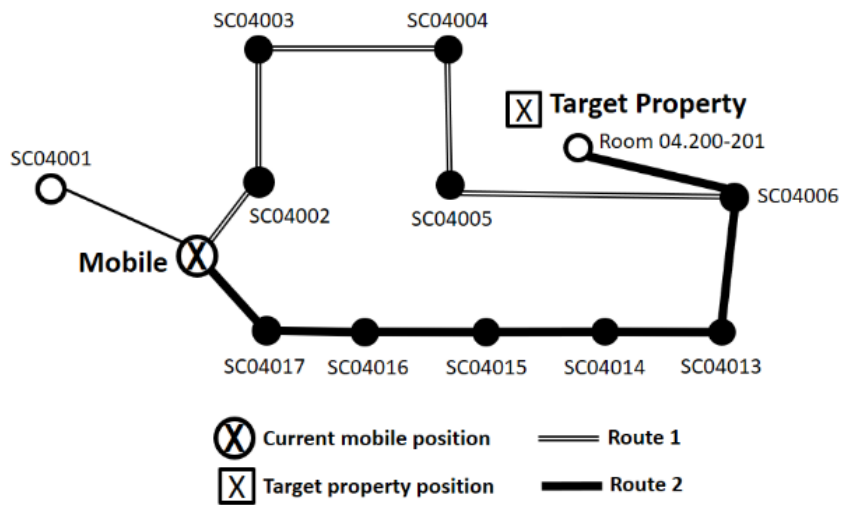 SC04003
SC04004
X Target Property
Room 04.200-201
SC04001
SC04002
SC04005
SC04006
X
Mobile
SC04017
SC04016
SC04015
SC04014
SC04013
X Current mobile position
Route 1
X Target property position
Route 2